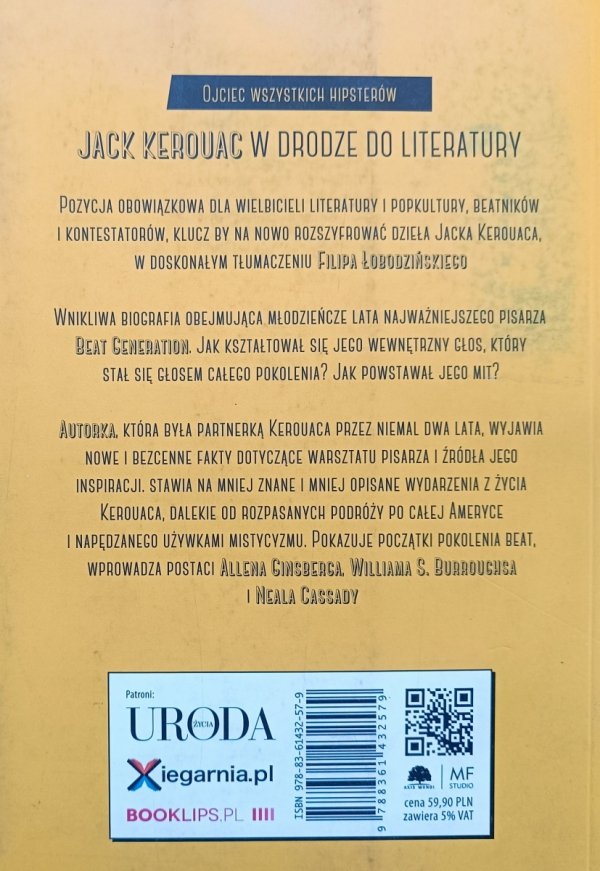 OJCIEC WSZYSTKICH HIPSTERÓW
JACK KEROUAC W DRODZE DO LITERATURY
POZYCJA OBOWIĄZKOWA DLA WIELBICIELI LITERATURY I POPKULTURY, BEATNIKÓW
I KONTESTATORÓW, KLUCZ BY NA NOWO ROZSZYFROWAĆ DZIEŁA JACKA KEROUACA,
W DOSKONAŁYM TŁUMACZENIU FILIPA ŁOBODZIŃSKIEGO
WNIKLIWA BIOGRAFIA OBEJMUJĄCA MŁODZIEŃCZE LATA NAJWAŻNIEJSZEGO PISARZA
BEAT GENERATION. JAK KSZTAŁTOWAŁ SIĘ JEGO WEWNĘTRZNY GŁOS, KTÓRY
STAŁ SIĘ GŁOSEM CAŁEGO POKOLENIA? JAK POWSTAWAŁ JEGO MIT?
AUTORKA, KTÓRA BYŁA PARTNERKĄ KEROUACA PRZEZ NIEMAL DWA LATA, WYJAWIA
NOWE I BEZCENNE FAKTY DOTYCZĄCE WARSZTATU PISARZA I ŹRÓDŁA JEGO
INSPIRACJI. STAWIA NA MNIEJ ZNANE I MNIEJ OPISANE WYDARZENIA Z ŻYCIA
KEROUACA, DALEKIE OD ROZPASANYCH PODRÓŻY PO CAŁEJ AMERYCE
I NAPĘDZANEGO UŻYWKAMI MISTYCYZMU. POKAZUJE POCZĄTKI POKOLENIA BEAT,
WPROWADZA POSTACI ALLENA GINSBERGA, WILLIAMA S. BURROUGHSA
I NEALA CASSADY
Patroni:
URODA
ŻYCIA
Xiegarnia.pl
BOOKLIPS.PL
ISBN 978-83-61432-57-9
9 788361 432579
AXIS MUNDI
MF
STUDIO
cena 59,90 PLN
zawiera 5% VAT